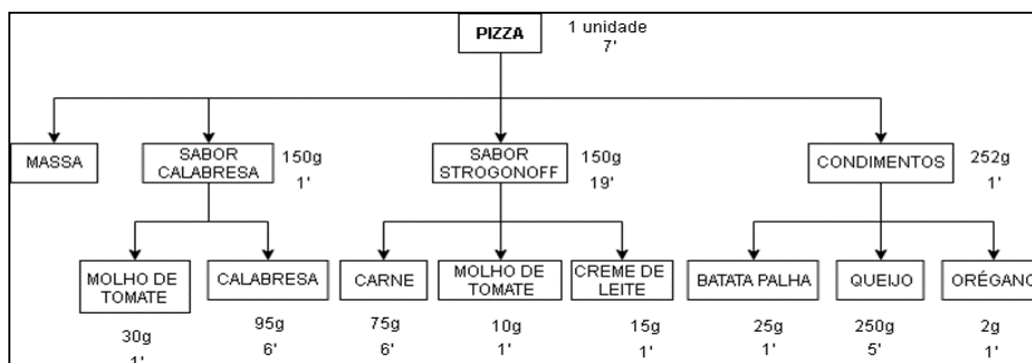 PIZZA
1 unidade
7'
MASSA
SABOR
CALABRESA
150g
1'
SABOR
STROGONOFF
150g
19'
CONDIMENTOS
252g
1'
MOLHO DE
TOMATE
30g
1'
CALABRESA
95g
6'
CARNE
75g
6'
MOLHO DE
TOMATE
10g
1'
CREME DE
LEITE
15g
1'
BATATA PALHA
25g
1'
QUEIJO
250g
5'
ORÉGANO
2g
1'